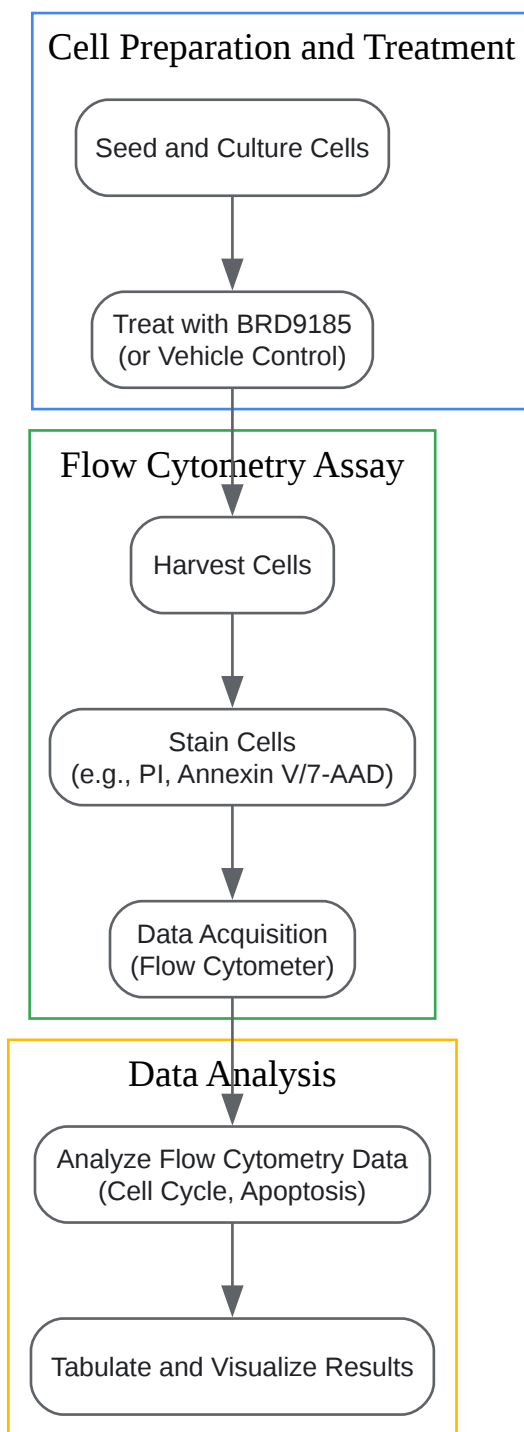 Cell Preparation and Treatment
Seed and Culture Cells
Treat with BRD9185
(or Vehicle Control)
Flow Cytometry Assay
Harvest Cells
Stain Cells
(e.g., PI, Annexin V/7-AAD)
Data Acquisition
(Flow Cytometer)
Data Analysis
Analyze Flow Cytometry Data
(Cell Cycle, Apoptosis)
Tabulate and Visualize Results